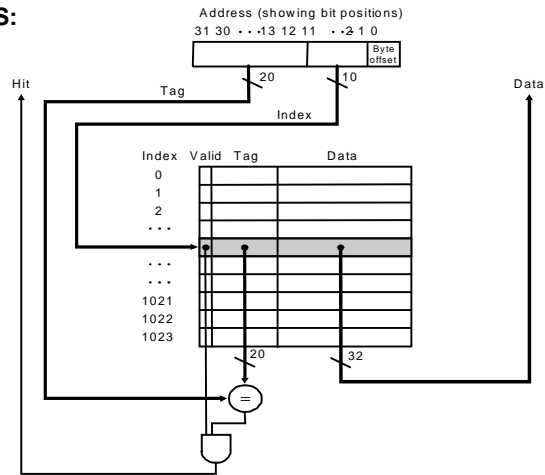 S:
Address (showing bit positions)
31 30 · · · 13 12 11 · · 2 1 0
Byte
offset
20
10
Hit
Data
Tag
Index
Index Valid Tag Data
0
1
2
· · ·
· · ·
· · ·
1021
1022
1023
20
32
=